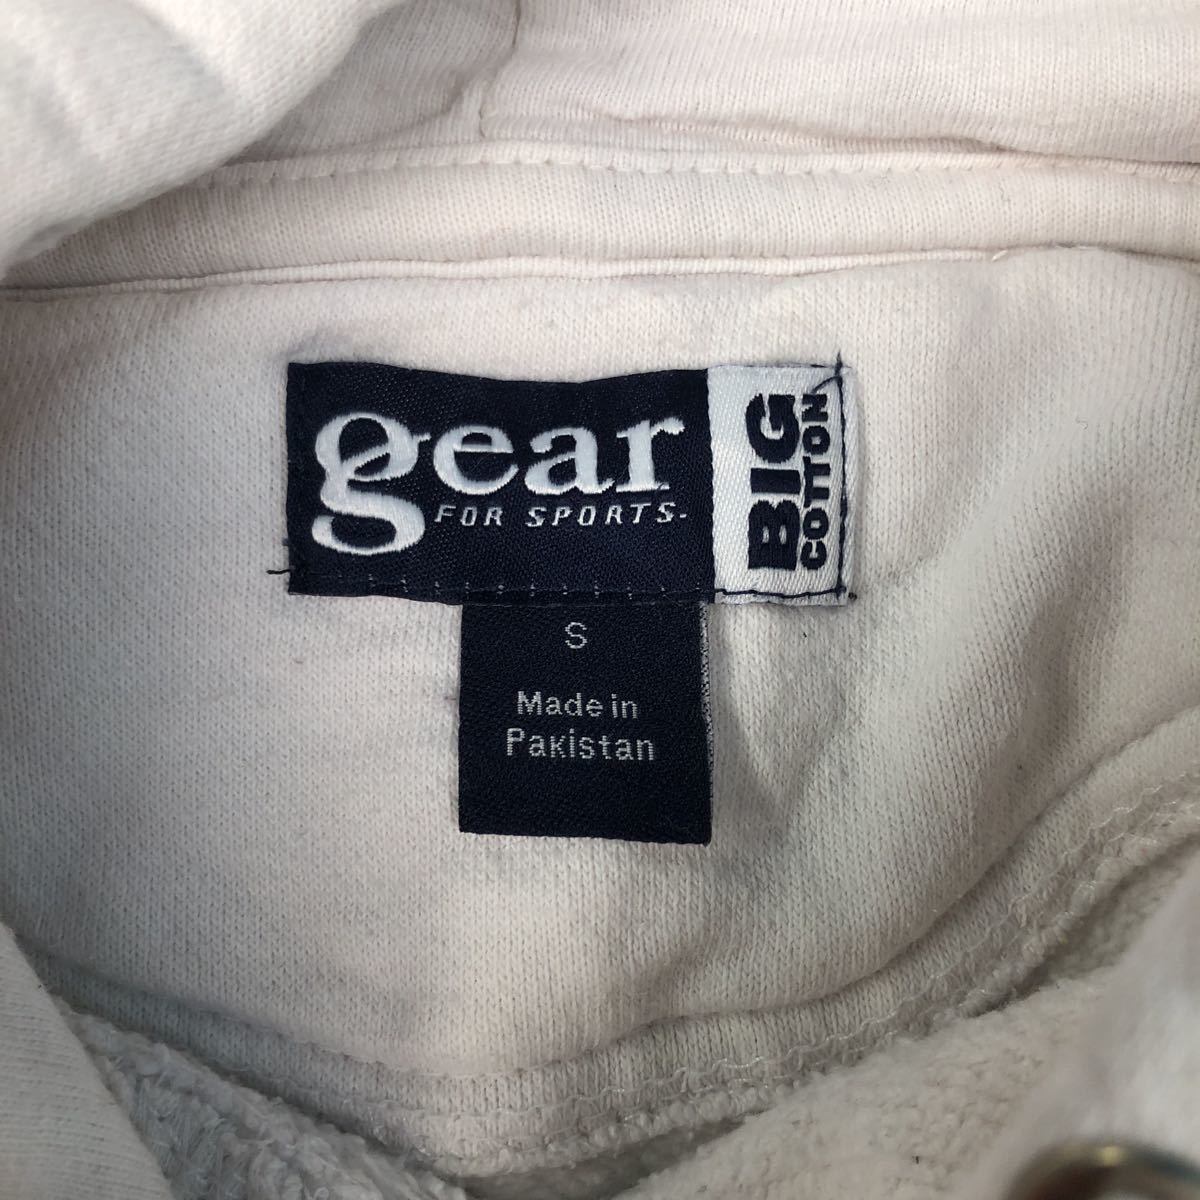 gear
FOR SPORTS.
BIG
COTTON
S
Made in
Pakistan